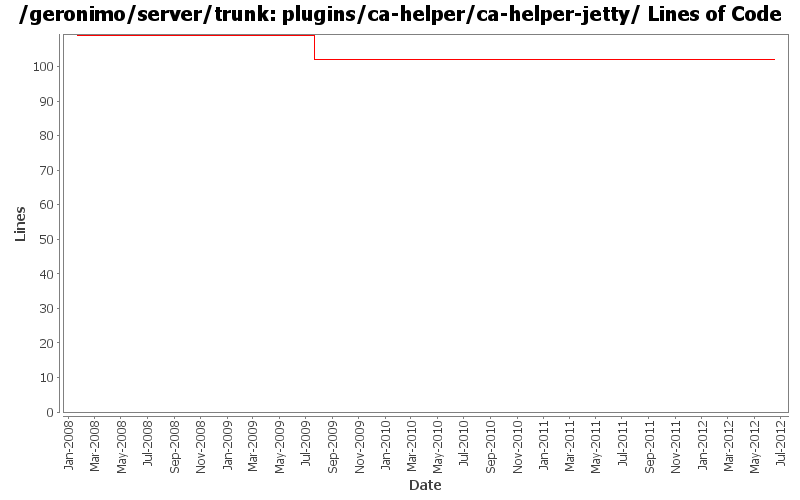 /geronimo/server/trunk: plugins/ca-helper/ca-helper-jetty/ Lines of Code
100
90
80
70
60
50
40
30
20
10
0
Lines
Jan-2008
Mar-2008
May-2008
Jul-2008
Sep-2008
Nov-2008
Jan-2009
Mar-2009
May-2009
Jul-2009
Sep-2009
Nov-2009
Jan-2010
Mar-2010
May-2010
Jul-2010
Sep-2010
Nov-2010
Jan-2011
Mar-2011
May-2011
Jul-2011
Sep-2011
Nov-2011
Jan-2012
Mar-2012
May-2012
Jul-2012
Date